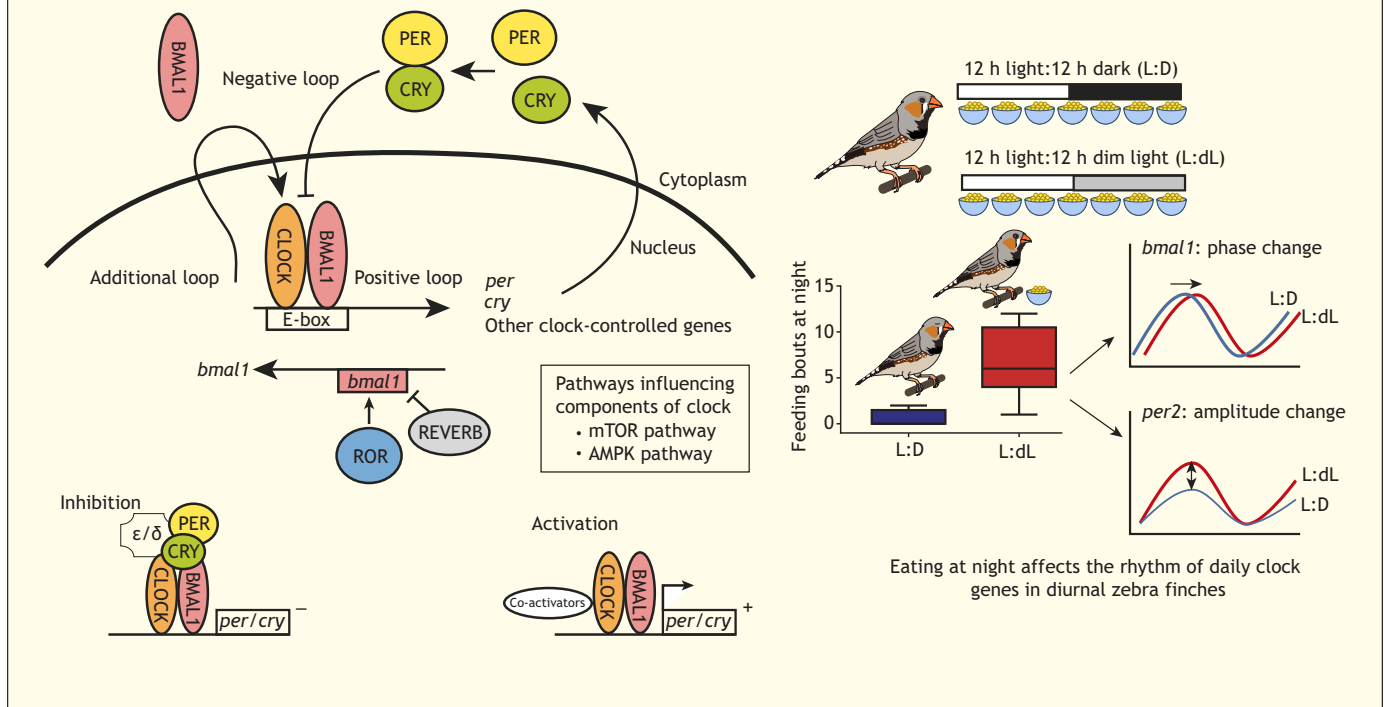 BMAL1
Negative loop
PER
CRY
PER
CRY
Cytoplasm
Nucleus
Additional loop
CLOCK
BMAL1
Positive loop
E-box
per
cry
Other clock-controlled genes
bmal1
bmal1
ROR
REVERB
Pathways influencing
components of clock
• mTOR pathway
• AMPK pathway
Inhibition
ε/δ
PER
CRY
CLOCK
BMAL1
per/cry
−
Activation
Co-activators
CLOCK
BMAL1
per/cry
+
12 h light:12 h dark (L:D)
12 h light:12 h dim light (L:dL)
Feeding bouts at night
15
10
5
0
L:D
L:dL
bmal1: phase change
L:D
L:dL
per2: amplitude change
L:dL
L:D
Eating at night affects the rhythm of daily clock
genes in diurnal zebra finches